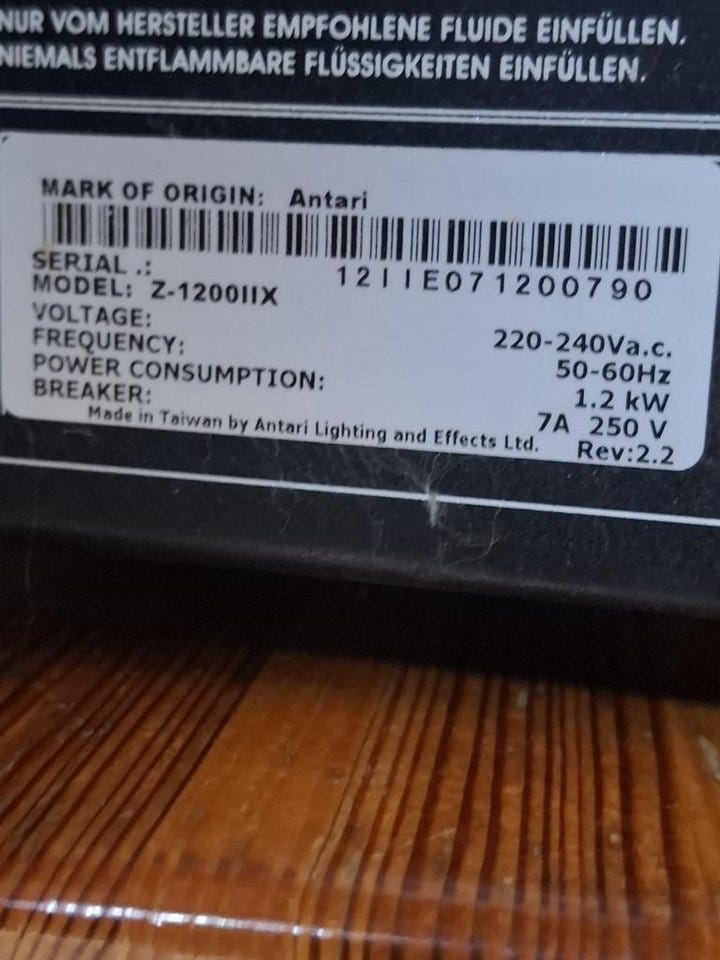 NUR VOM HERSTELLER EMPFOHLENE FLUIDE EINFÜLLEN.
NIEMALS ENTFLAMMBARE FLÜSSIGKEITEN EINFÜLLEN.
MARK OF ORIGIN: Antari
SERIAL .: 12IIE071200790
MODEL: Z-1200IIX
VOLTAGE: 220-240Va.c.
FREQUENCY: 50-60Hz
POWER CONSUMPTION: 1.2 kW
BREAKER: 7A 250 V
Made in Taiwan by Antari Lighting and Effects Ltd. Rev:2.2